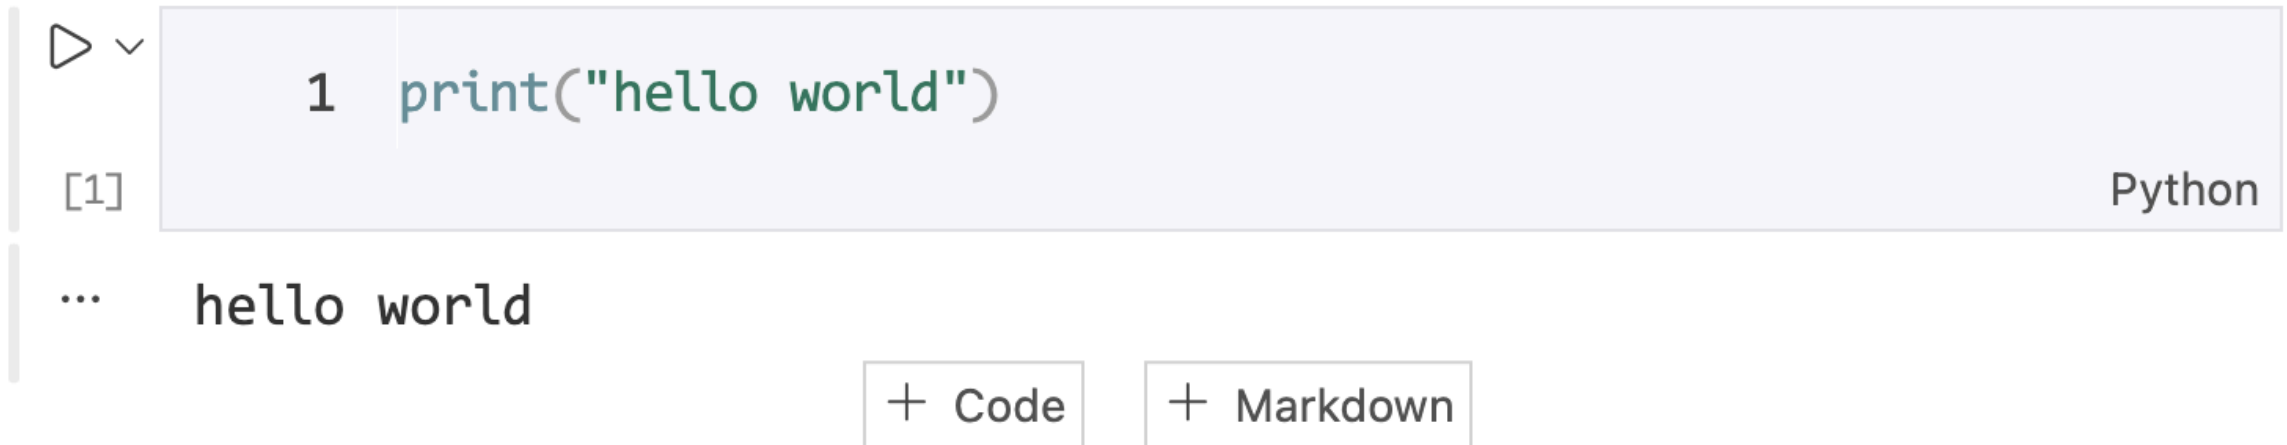 1 print("hello world")
[1]
Python
... hello world
+ Code + Markdown